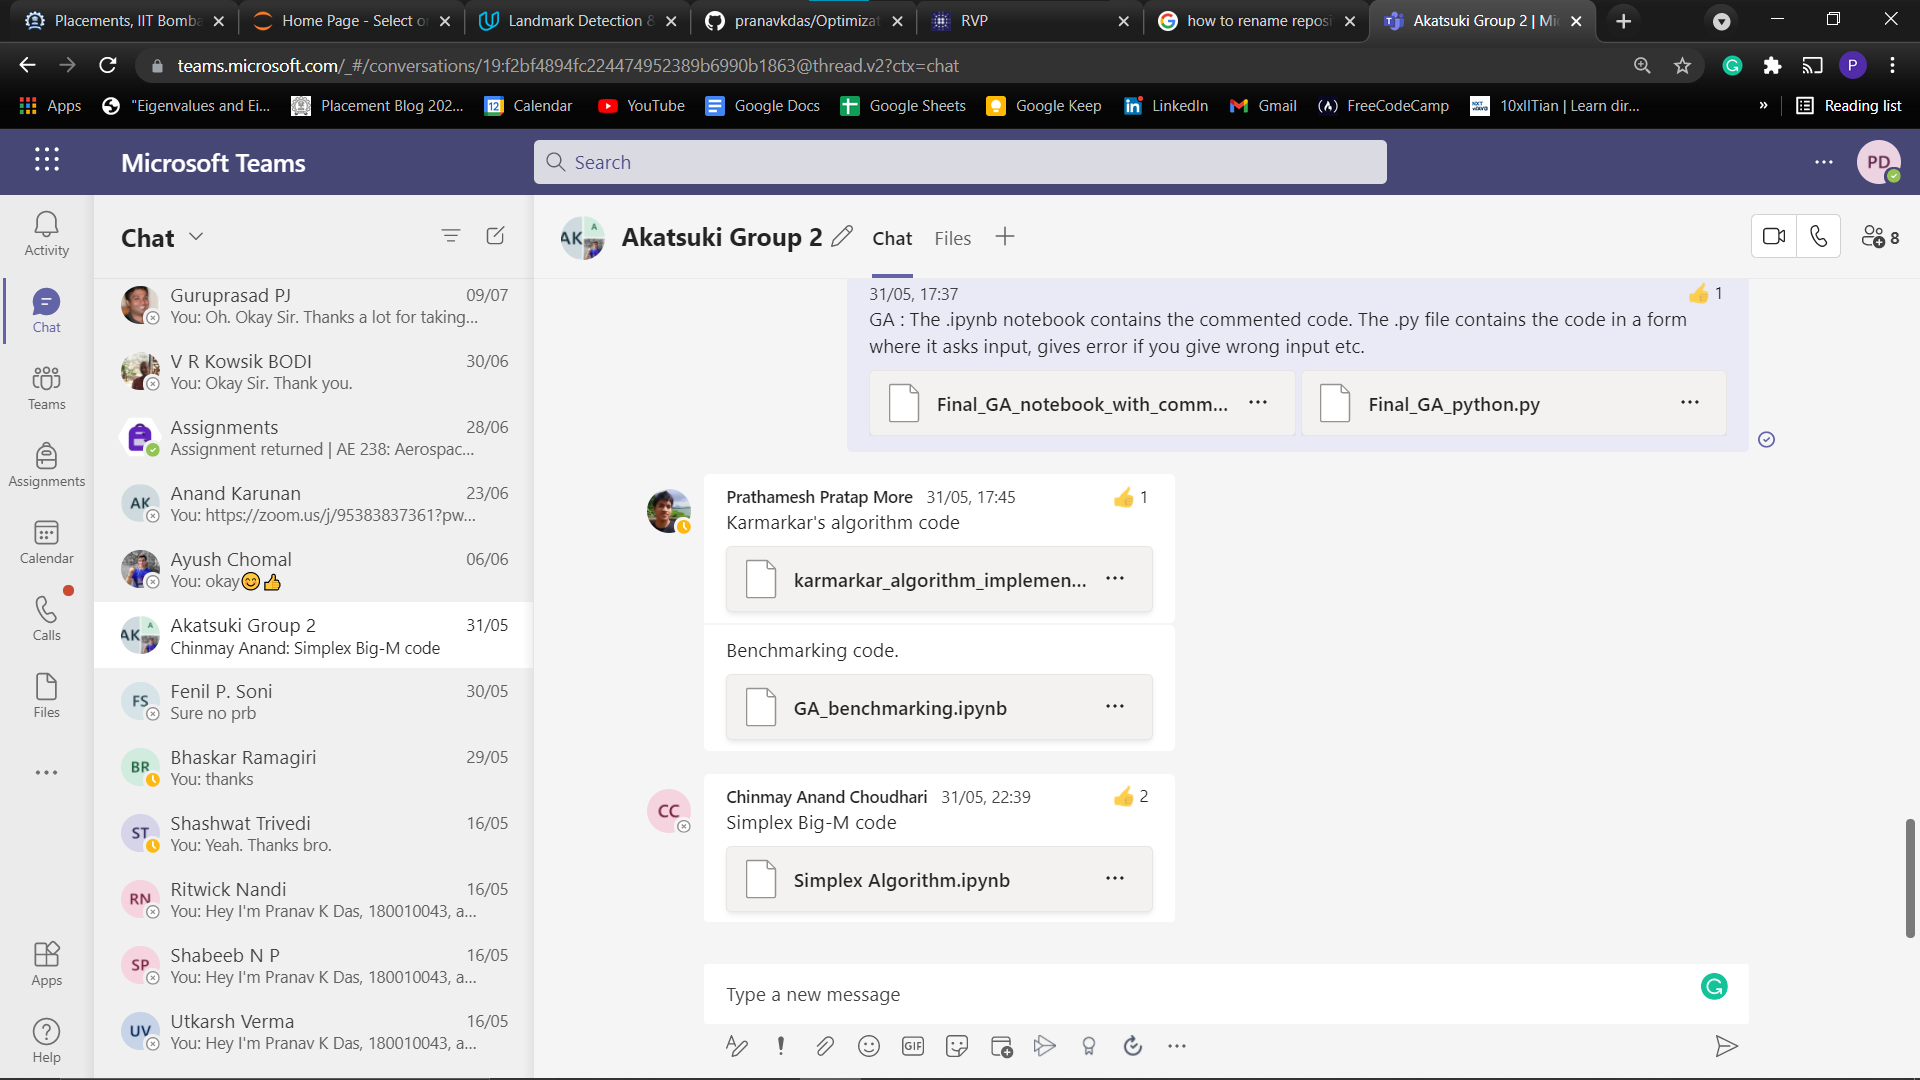 Placements, IIT Bomba
Home Page - Select or
Landmark Detection &
pranavkdas/Optimizat
RVP
how to rename reposi
Akatsuki Group 2 | Mi
teams.microsoft.com/_#/conversations/19:f2bf4894fc224474952389b6990b1863@thread.v2?ctx=chat
P
Apps
"Eigenvalues and Ei...
Placement Blog 202...
Calendar
YouTube
Google Docs
Google Sheets
Google Keep
LinkedIn
Gmail
FreeCodeCamp
10xIITian | Learn dir...
»
Reading list
Microsoft Teams
Search
PD
Activity
Chat
Teams
Assignments
Calendar
Calls
Files
Apps
Help
Chat
Guruprasad PJ 09/07
You: Oh. Okay Sir. Thanks a lot for taking...
V R Kowsik BODI 30/06
You: Okay Sir. Thank you.
Assignments 28/06
Assignment returned | AE 238: Aerospac...
AK
Anand Karunan 23/06
You: https://zoom.us/j/95383837361?pw...
Ayush Chomal 06/06
You: okay😊👍
AK A
Akatsuki Group 2 31/05
Chinmay Anand: Simplex Big-M code
FS
Fenil P. Soni 30/05
Sure no prb
BR
Bhaskar Ramagiri 29/05
You: thanks
ST
Shashwat Trivedi 16/05
You: Yeah. Thanks bro.
RN
Ritwick Nandi 16/05
You: Hey I'm Pranav K Das, 180010043, a...
SP
Shabeeb N P 16/05
You: Hey I'm Pranav K Das, 180010043, a...
UV
Utkarsh Verma 16/05
You: Hey I'm Pranav K Das, 180010043, a...
AK A
Akatsuki Group 2
Chat
Files
8
31/05, 17:37 👍 1
GA : The .ipynb notebook contains the commented code. The .py file contains the code in a form
where it asks input, gives error if you give wrong input etc.
Final_GA_notebook_with_comm...
Final_GA_python.py
Prathamesh Pratap More 31/05, 17:45 👍 1
Karmarkar's algorithm code
karmarkar_algorithm_implemen...
Benchmarking code.
GA_benchmarking.ipynb
CC
Chinmay Anand Choudhari 31/05, 22:39 👍 2
Simplex Big-M code
Simplex Algorithm.ipynb
Type a new message
GIF